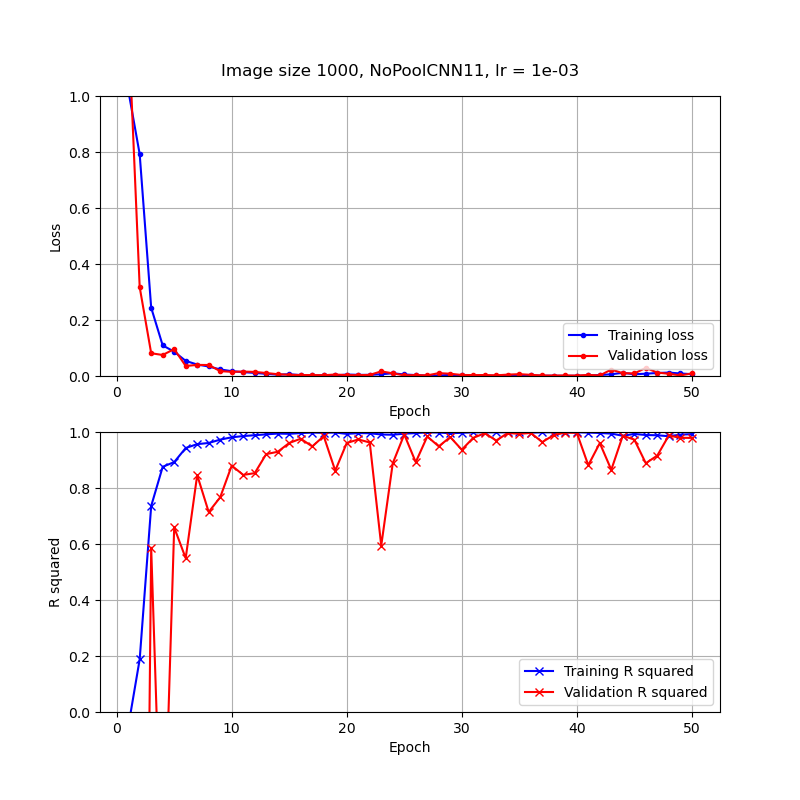 Image size 1000, NoPoolCNN11, lr = 1e-03
1.0
0.8
0.6
0.4
0.2
0.0
Loss
Training loss
Validation loss
0 10 20 30 40 50
Epoch
1.0
0.8
0.6
0.4
0.2
0.0
R squared
Training R squared
Validation R squared
0 10 20 30 40 50
Epoch